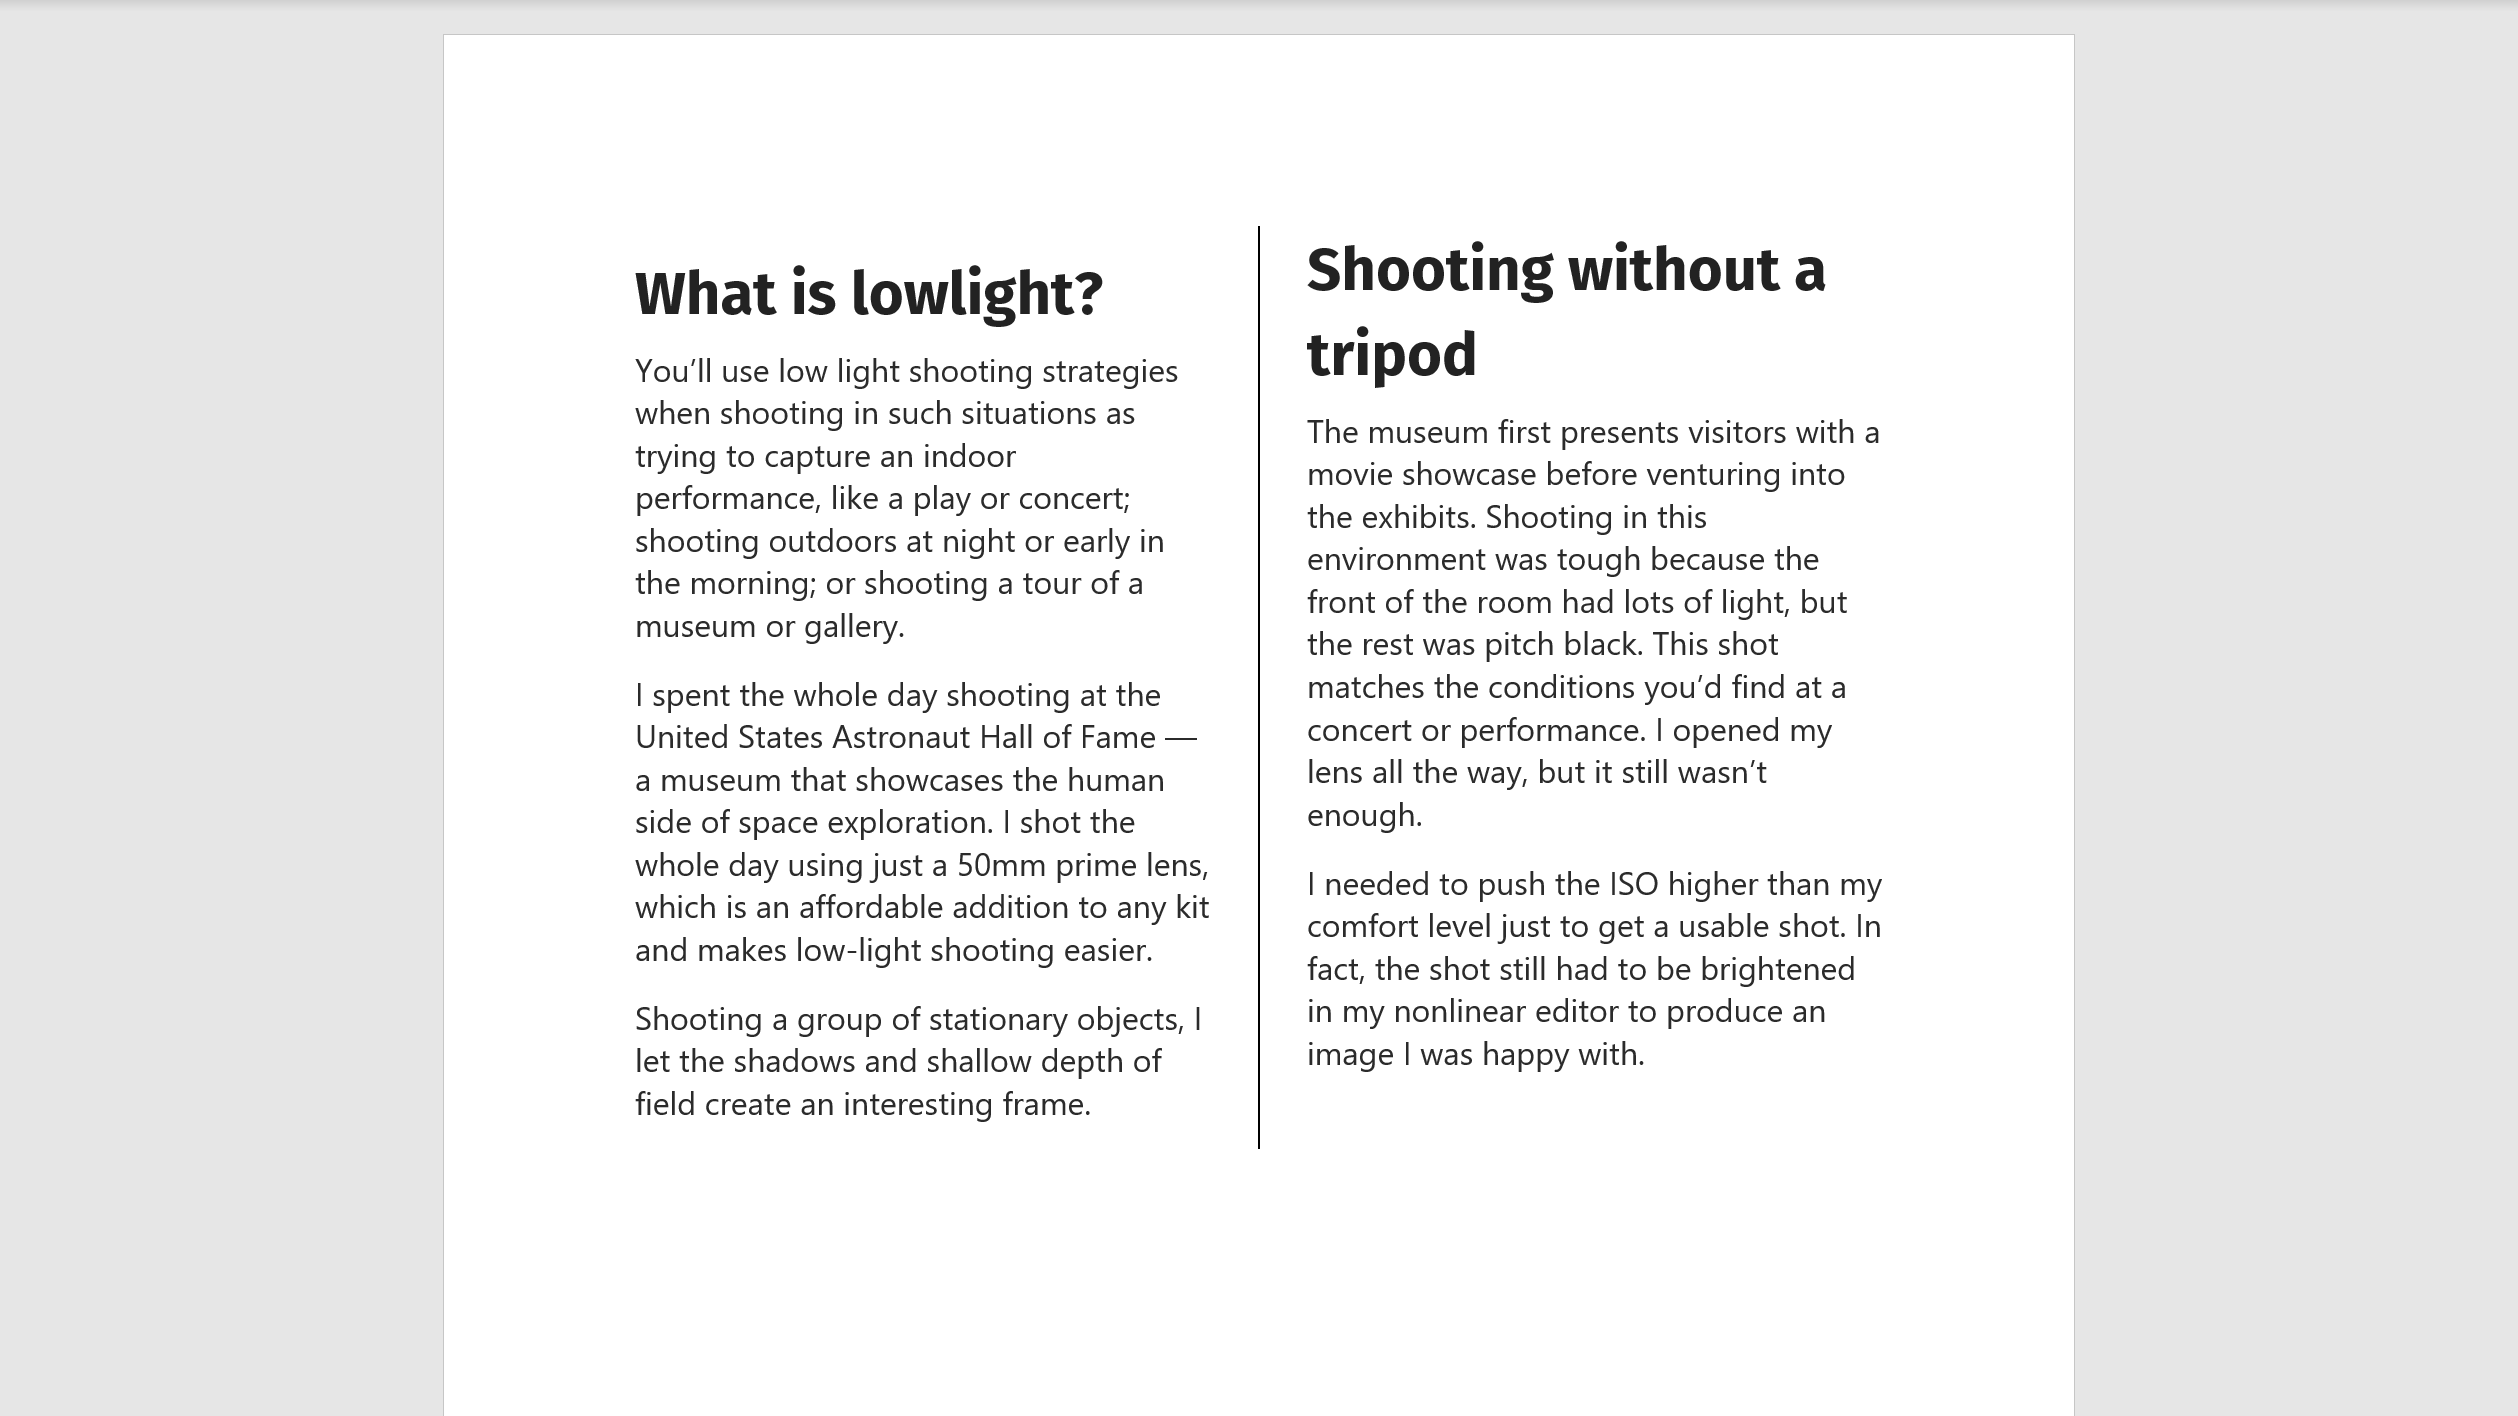 What is lowlight?
You’ll use low light shooting strategies
when shooting in such situations as
trying to capture an indoor
performance, like a play or concert;
shooting outdoors at night or early in
the morning; or shooting a tour of a
museum or gallery.
I spent the whole day shooting at the
United States Astronaut Hall of Fame —
a museum that showcases the human
side of space exploration. I shot the
whole day using just a 50mm prime lens,
which is an affordable addition to any kit
and makes low-light shooting easier.
Shooting a group of stationary objects, I
let the shadows and shallow depth of
field create an interesting frame.
Shooting without a
tripod
The museum first presents visitors with a
movie showcase before venturing into
the exhibits. Shooting in this
environment was tough because the
front of the room had lots of light, but
the rest was pitch black. This shot
matches the conditions you’d find at a
concert or performance. I opened my
lens all the way, but it still wasn’t
enough.
I needed to push the ISO higher than my
comfort level just to get a usable shot. In
fact, the shot still had to be brightened
in my nonlinear editor to produce an
image I was happy with.